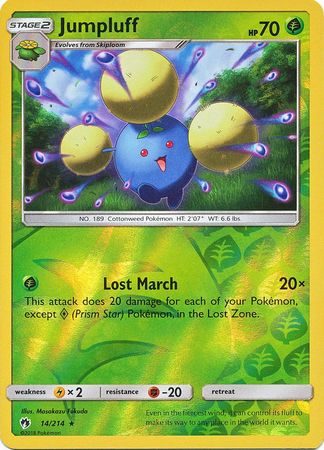 STAGE2
Jumpluff
HP 70
Evolves from Skiploom
NO. 189 Cottonweed Pokémon HT: 2'07" WT: 6.6 lbs.
Lost March 20×
This attack does 20 damage for each of your Pokémon,
except ♢ (Prism Star) Pokémon, in the Lost Zone.
weakness × 2 resistance -20 retreat
Illus. Masakazu Fukuda
14/214 ★
©2018 Pokémon
Even in the fiercest wind, it can control its fluff to
make its way to any place in the world it wants.